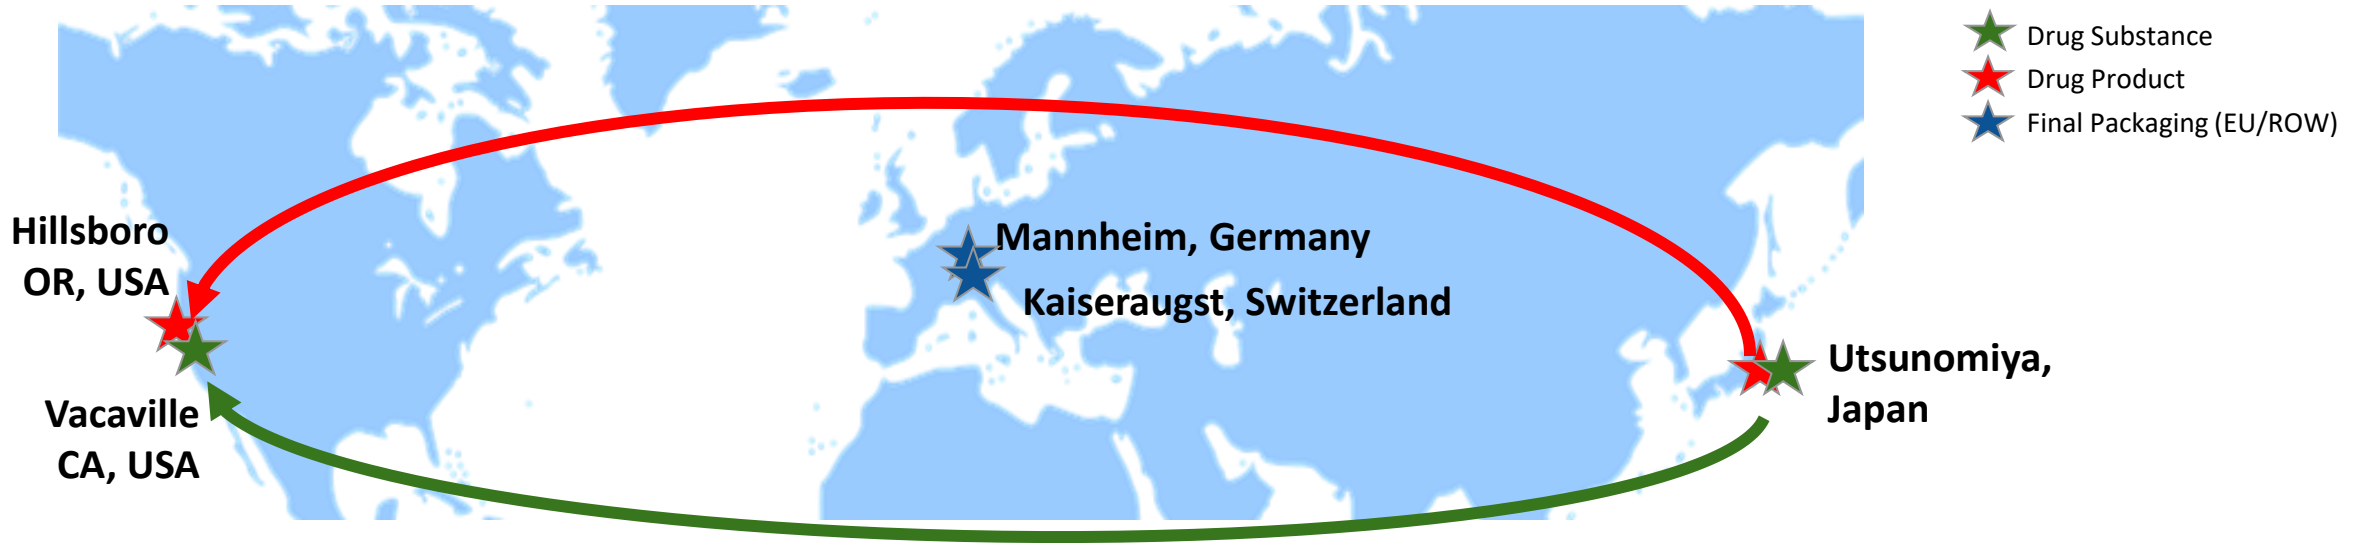 Drug Substance
Drug Product
Final Packaging (EU/ROW)
Hillsboro
OR, USA
Mannheim, Germany
Kaiseraugst, Switzerland
Utsunomiya,
Japan
Vacaville
CA, USA